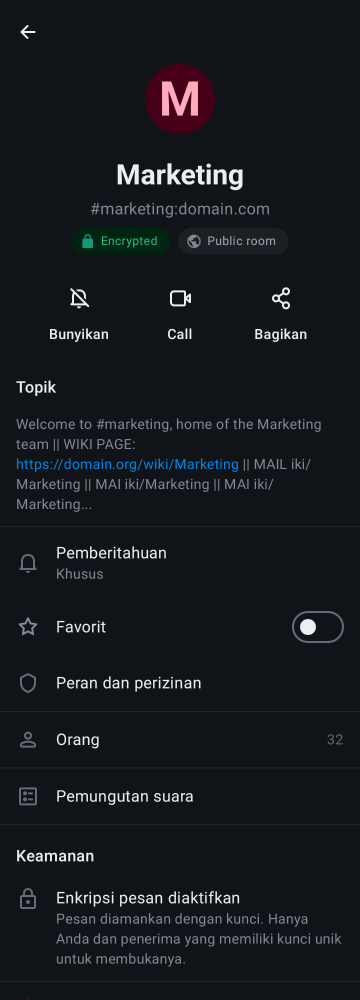 M
Marketing
#marketing:domain.com
Encrypted
Public room
Bunyikan
Call
Bagikan
Topik
Welcome to #marketing, home of the Marketing
team || WIKI PAGE:
https://domain.org/wiki/Marketing || MAIL iki/
Marketing || MAI iki/Marketing || MAI iki/
Marketing...
Pemberitahuan
Khusus
Favorit
Peran dan perizinan
Orang
32
Pemungutan suara
Keamanan
Enkripsi pesan diaktifkan
Pesan diamankan dengan kunci. Hanya
Anda dan penerima yang memiliki kunci unik
untuk membukanya.